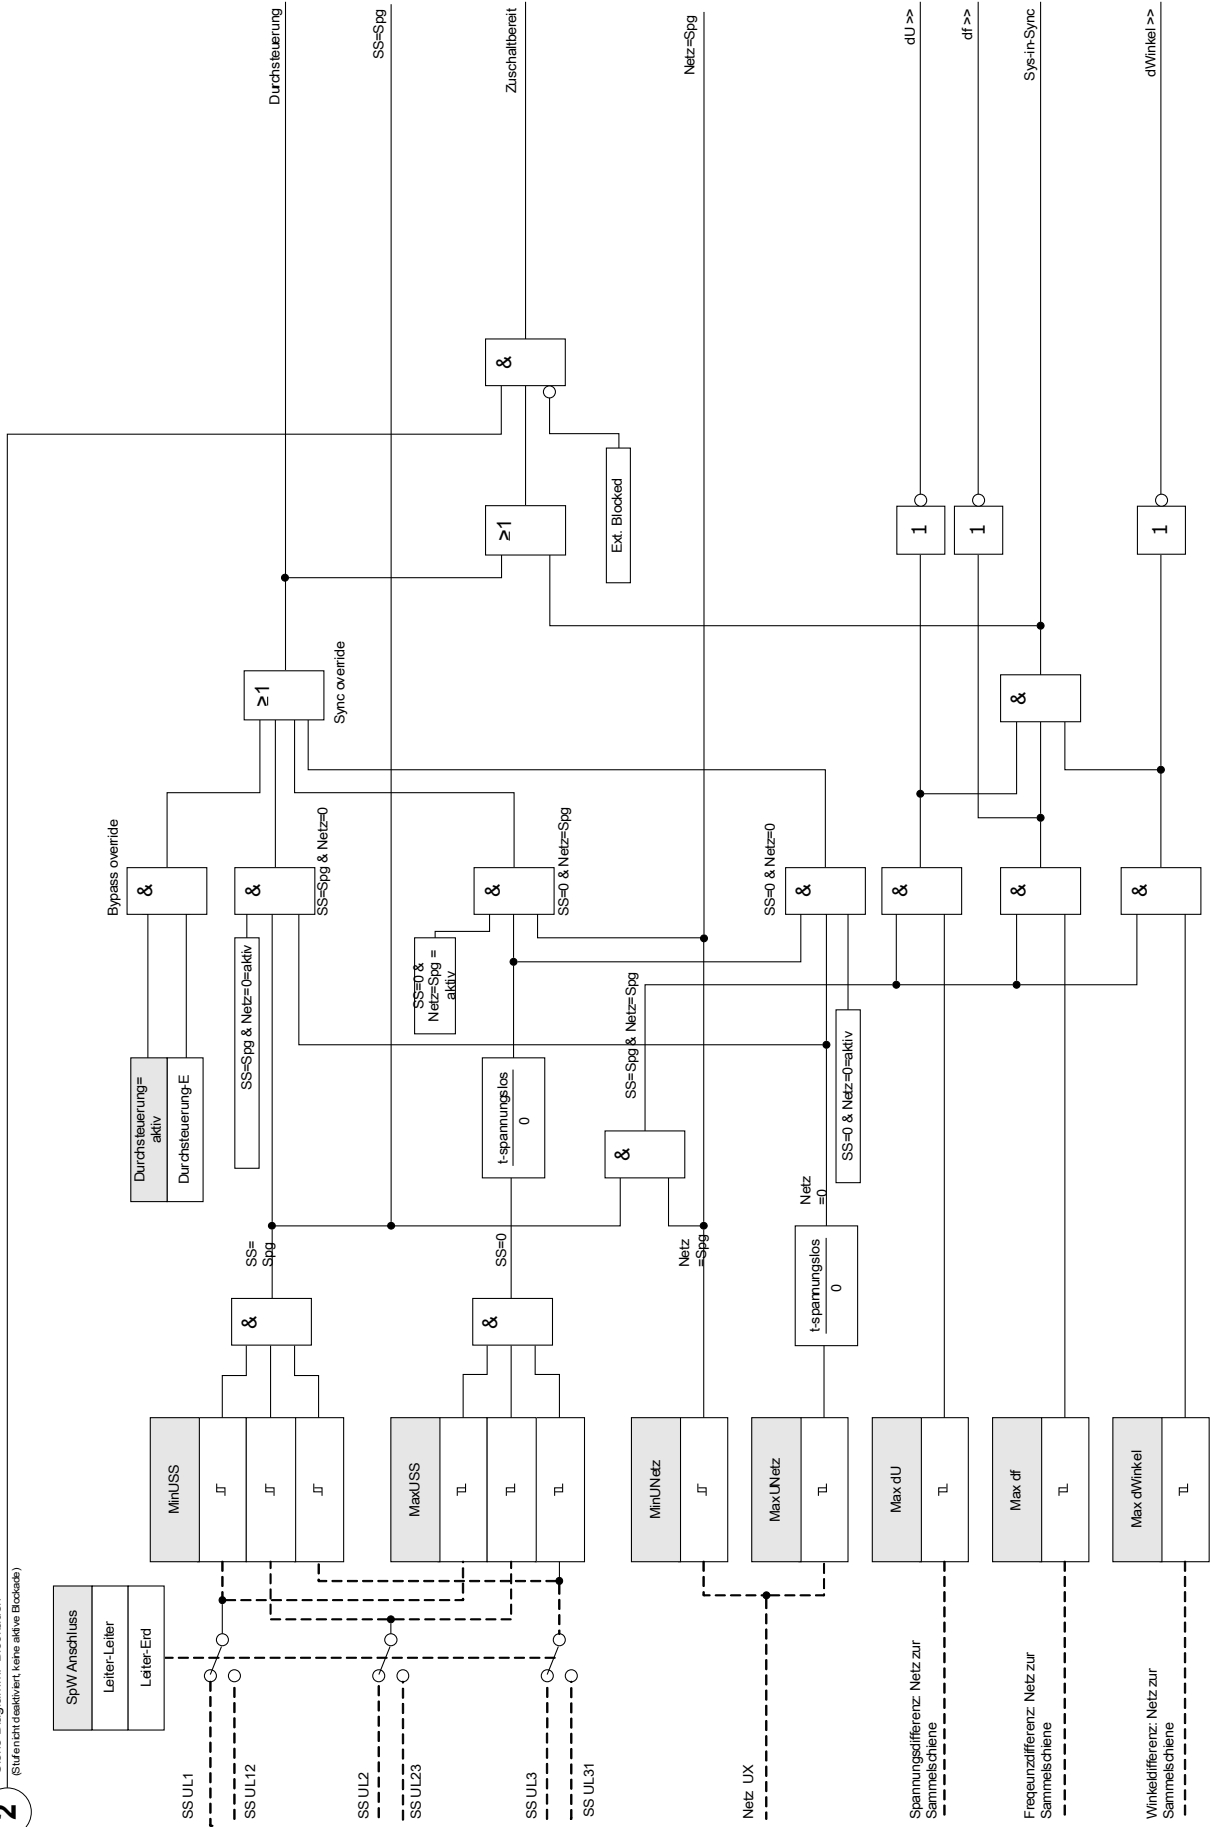 Durchsteuerung
SS=Spg
Zuschaltbereit
Netz=Spg
dU >>
df >>
Sys-in-Sync
dWinkel >>
&
≥1
Ext. Blocked
1
1
1
≥1
Sync override
&
Bypass override
&
&
SS=Spg & Netz=0
&
SS=0 & Netz=Spg
SS=0 & Netz=0
&
&
&
&
SS=Spg & Netz=0=aktiv
SS=0 &
Netz=Spg =
aktiv
SS=Spg & Netz=Spg
SS=0 & Netz=0=aktiv
Durchsteuerung=
aktiv
Durchsteuerung-E
t-spannungslos
0
&
SS=
Spg
SS=0
Netz
=Spg
Netz
=0
t-spannungslos
0
&
&
MinUSS
MaxUSS
MinUNetz
MaxUNetz
Max dU
Max df
Max dWinkel
2
(Stufe nicht deaktiviert, keine aktive Blockade)
SpW Anschluss
Leiter-Leiter
Leiter-Erd
SS UL1
SS UL12
SS UL2
SS UL23
SS UL3
SS UL31
Netz UX
Spannungsdifferenz: Netz zur
Sammelschiene
Freqeunzdifferenz: Netz zur
Sammelschiene
Winkeldifferenz: Netz zur
Sammelschiene